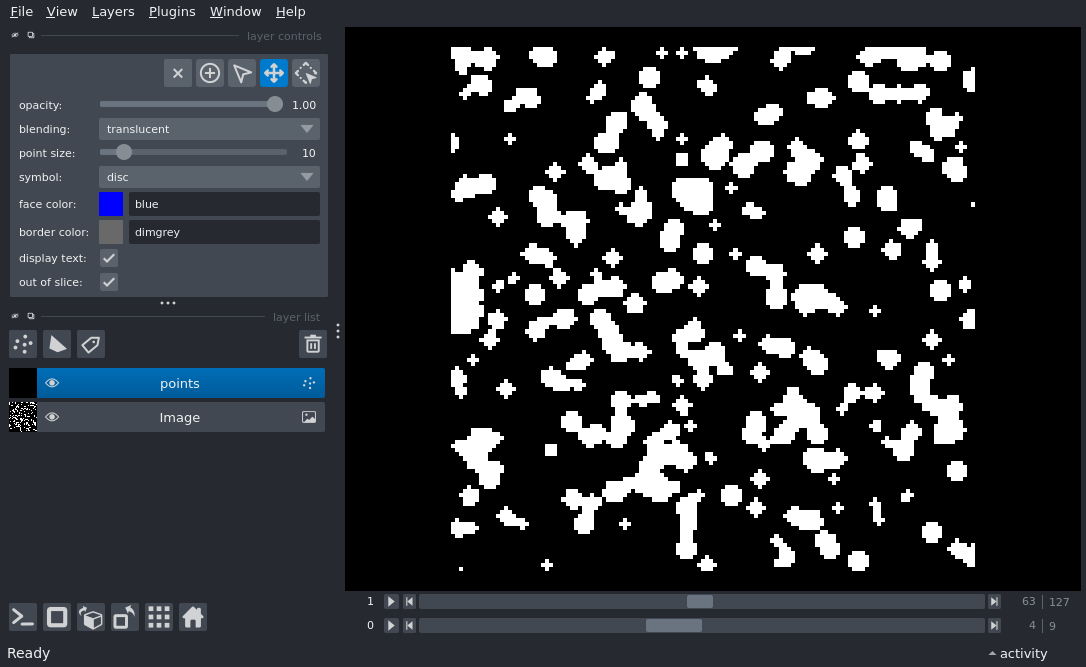 File View Layers Plugins Window Help
layer controls
opacity: 1.00
blending: translucent
point size: 10
symbol: disc
face color: blue
border color: dimgrey
display text:
out of slice:
layer list
points
Image
1 63 127
0 4 9
Ready activity